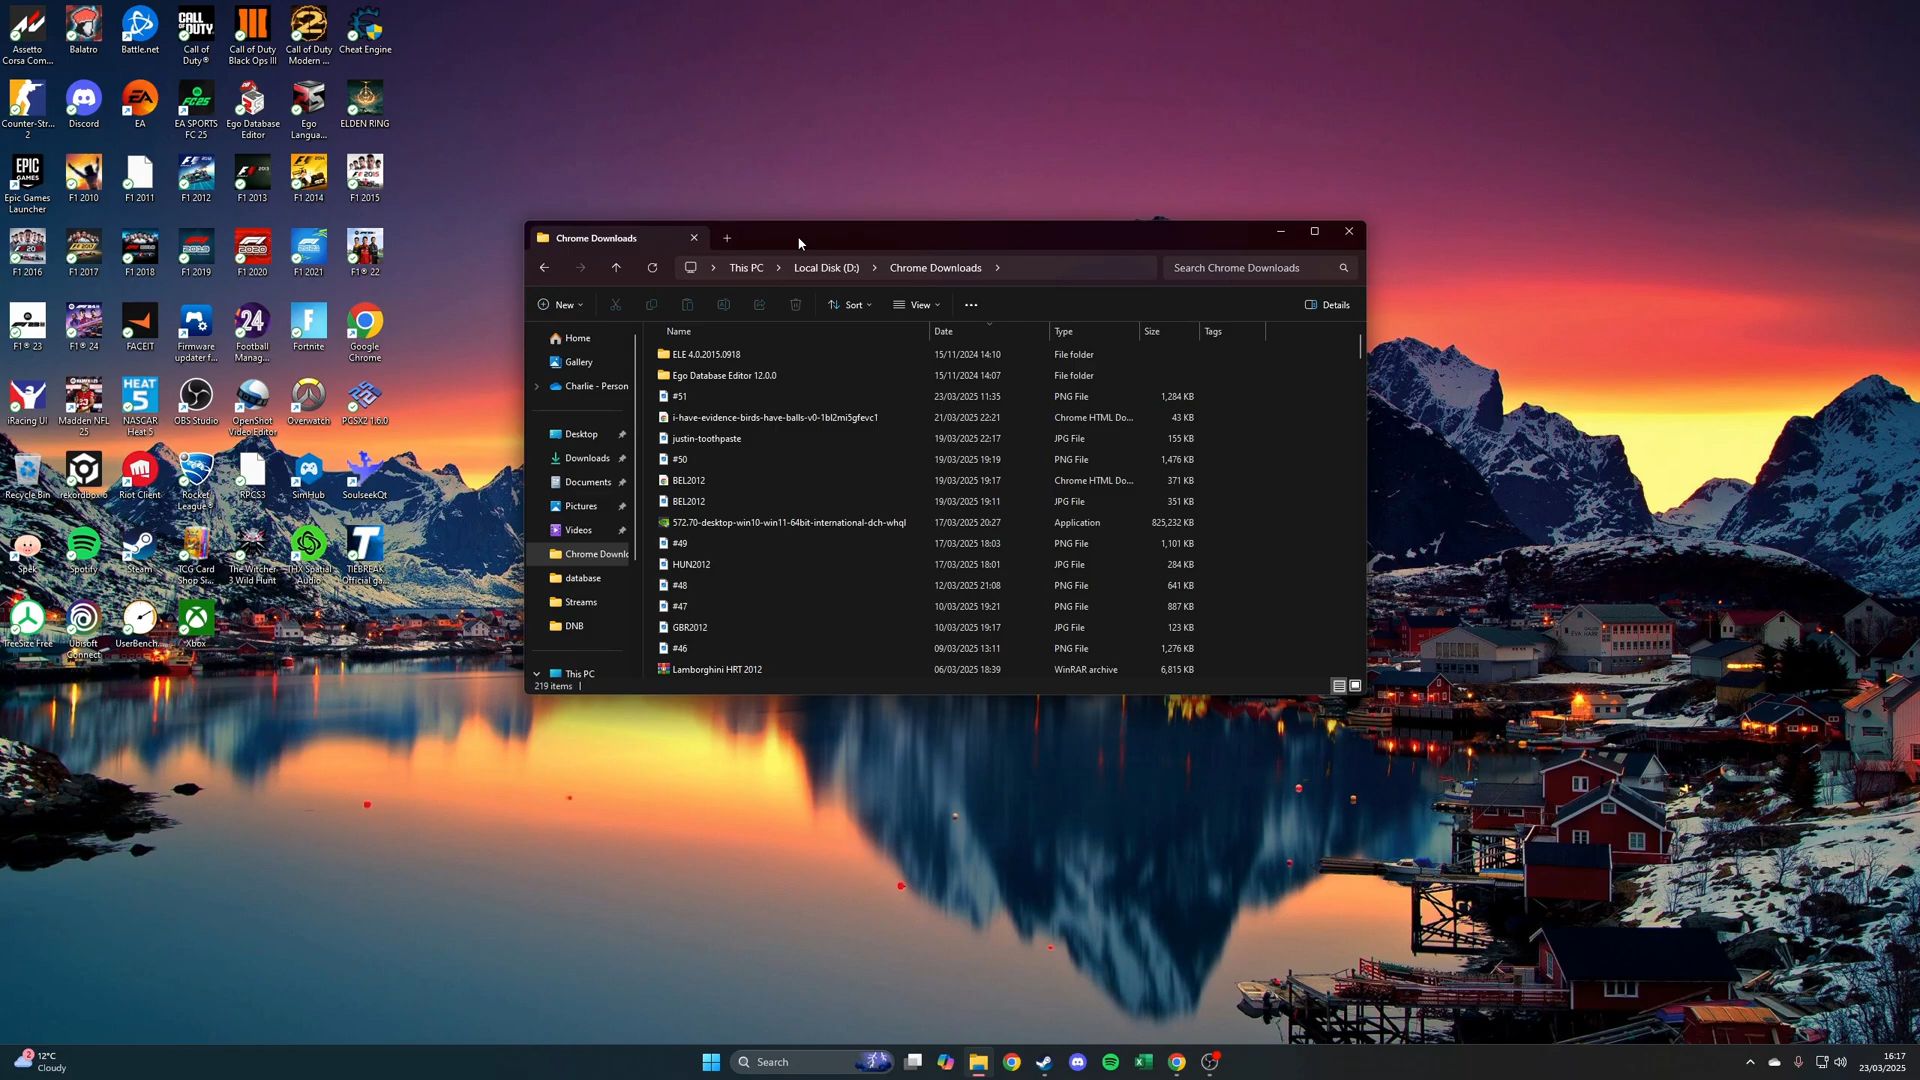 Assetto
Corsa Com...
Balatro
Battle.net
Call of
Duty®
Call of Duty
Black Ops III
Call of Duty
Modern ...
Cheat Engine
Counter-Str...
2
Discord
EA
EA SPORTS
FC 25
Ego Database
Editor
Ego
Langua...
ELDEN RING
Epic Games
Launcher
F1 2010
F1 2011
F1 2012
F1 2013
F1 2014
F1 2015
F1 2016
F1 2017
F1 2018
F1 2019
F1 2020
F1 2021
F1® 22
F1® 23
F1® 24
FACEIT
Firmware
updater f...
Football
Manag...
Fortnite
Google
Chrome
iRacing UI
Madden NFL
25
NASCAR
Heat 5
OBS Studio
OpenShot
Video Editor
Overwatch
PCSX2 1.6.0
Recycle Bin
rekordbox 6
Riot Client
Rocket
League®
RPCS3
SimHub
SoulseekQt
Spek
Spotify
Steam
TCG Card
Shop Si...
The Witcher
3 Wild Hunt
THX Spatial
Audio
TIEBREAK
Official ga...
TreeSize Free
Ubisoft
Connect
UserBench...
Xbox
Chrome Downloads
This PC > Local Disk (D:) > Chrome Downloads >
Search Chrome Downloads
New
Sort
View
Details
Home
Gallery
Charlie - Person
Desktop
Downloads
Documents
Pictures
Videos
Chrome Downlc
database
Streams
DNB
This PC
Name Date Type Size Tags
ELE 4.0.2015.0918 15/11/2024 14:10 File folder
Ego Database Editor 12.0.0 15/11/2024 14:07 File folder
#51 23/03/2025 11:35 PNG File 1,284 KB
i-have-evidence-birds-have-balls-v0-1bl2mi5gfevc1 21/03/2025 22:21 Chrome HTML Do... 43 KB
justin-toothpaste 19/03/2025 22:17 JPG File 155 KB
#50 19/03/2025 19:19 PNG File 1,476 KB
BEL2012 19/03/2025 19:17 Chrome HTML Do... 371 KB
BEL2012 19/03/2025 19:11 JPG File 351 KB
572.70-desktop-win10-win11-64bit-international-dch-whql 17/03/2025 20:27 Application 825,232 KB
#49 17/03/2025 18:03 PNG File 1,101 KB
HUN2012 17/03/2025 18:01 JPG File 284 KB
#48 12/03/2025 21:08 PNG File 641 KB
#47 10/03/2025 19:21 PNG File 887 KB
GBR2012 10/03/2025 19:17 JPG File 123 KB
#46 09/03/2025 13:11 PNG File 1,276 KB
Lamborghini HRT 2012 06/03/2025 18:39 WinRAR archive 6,815 KB
219 items
12°C
Cloudy
Search
16:17
23/03/2025